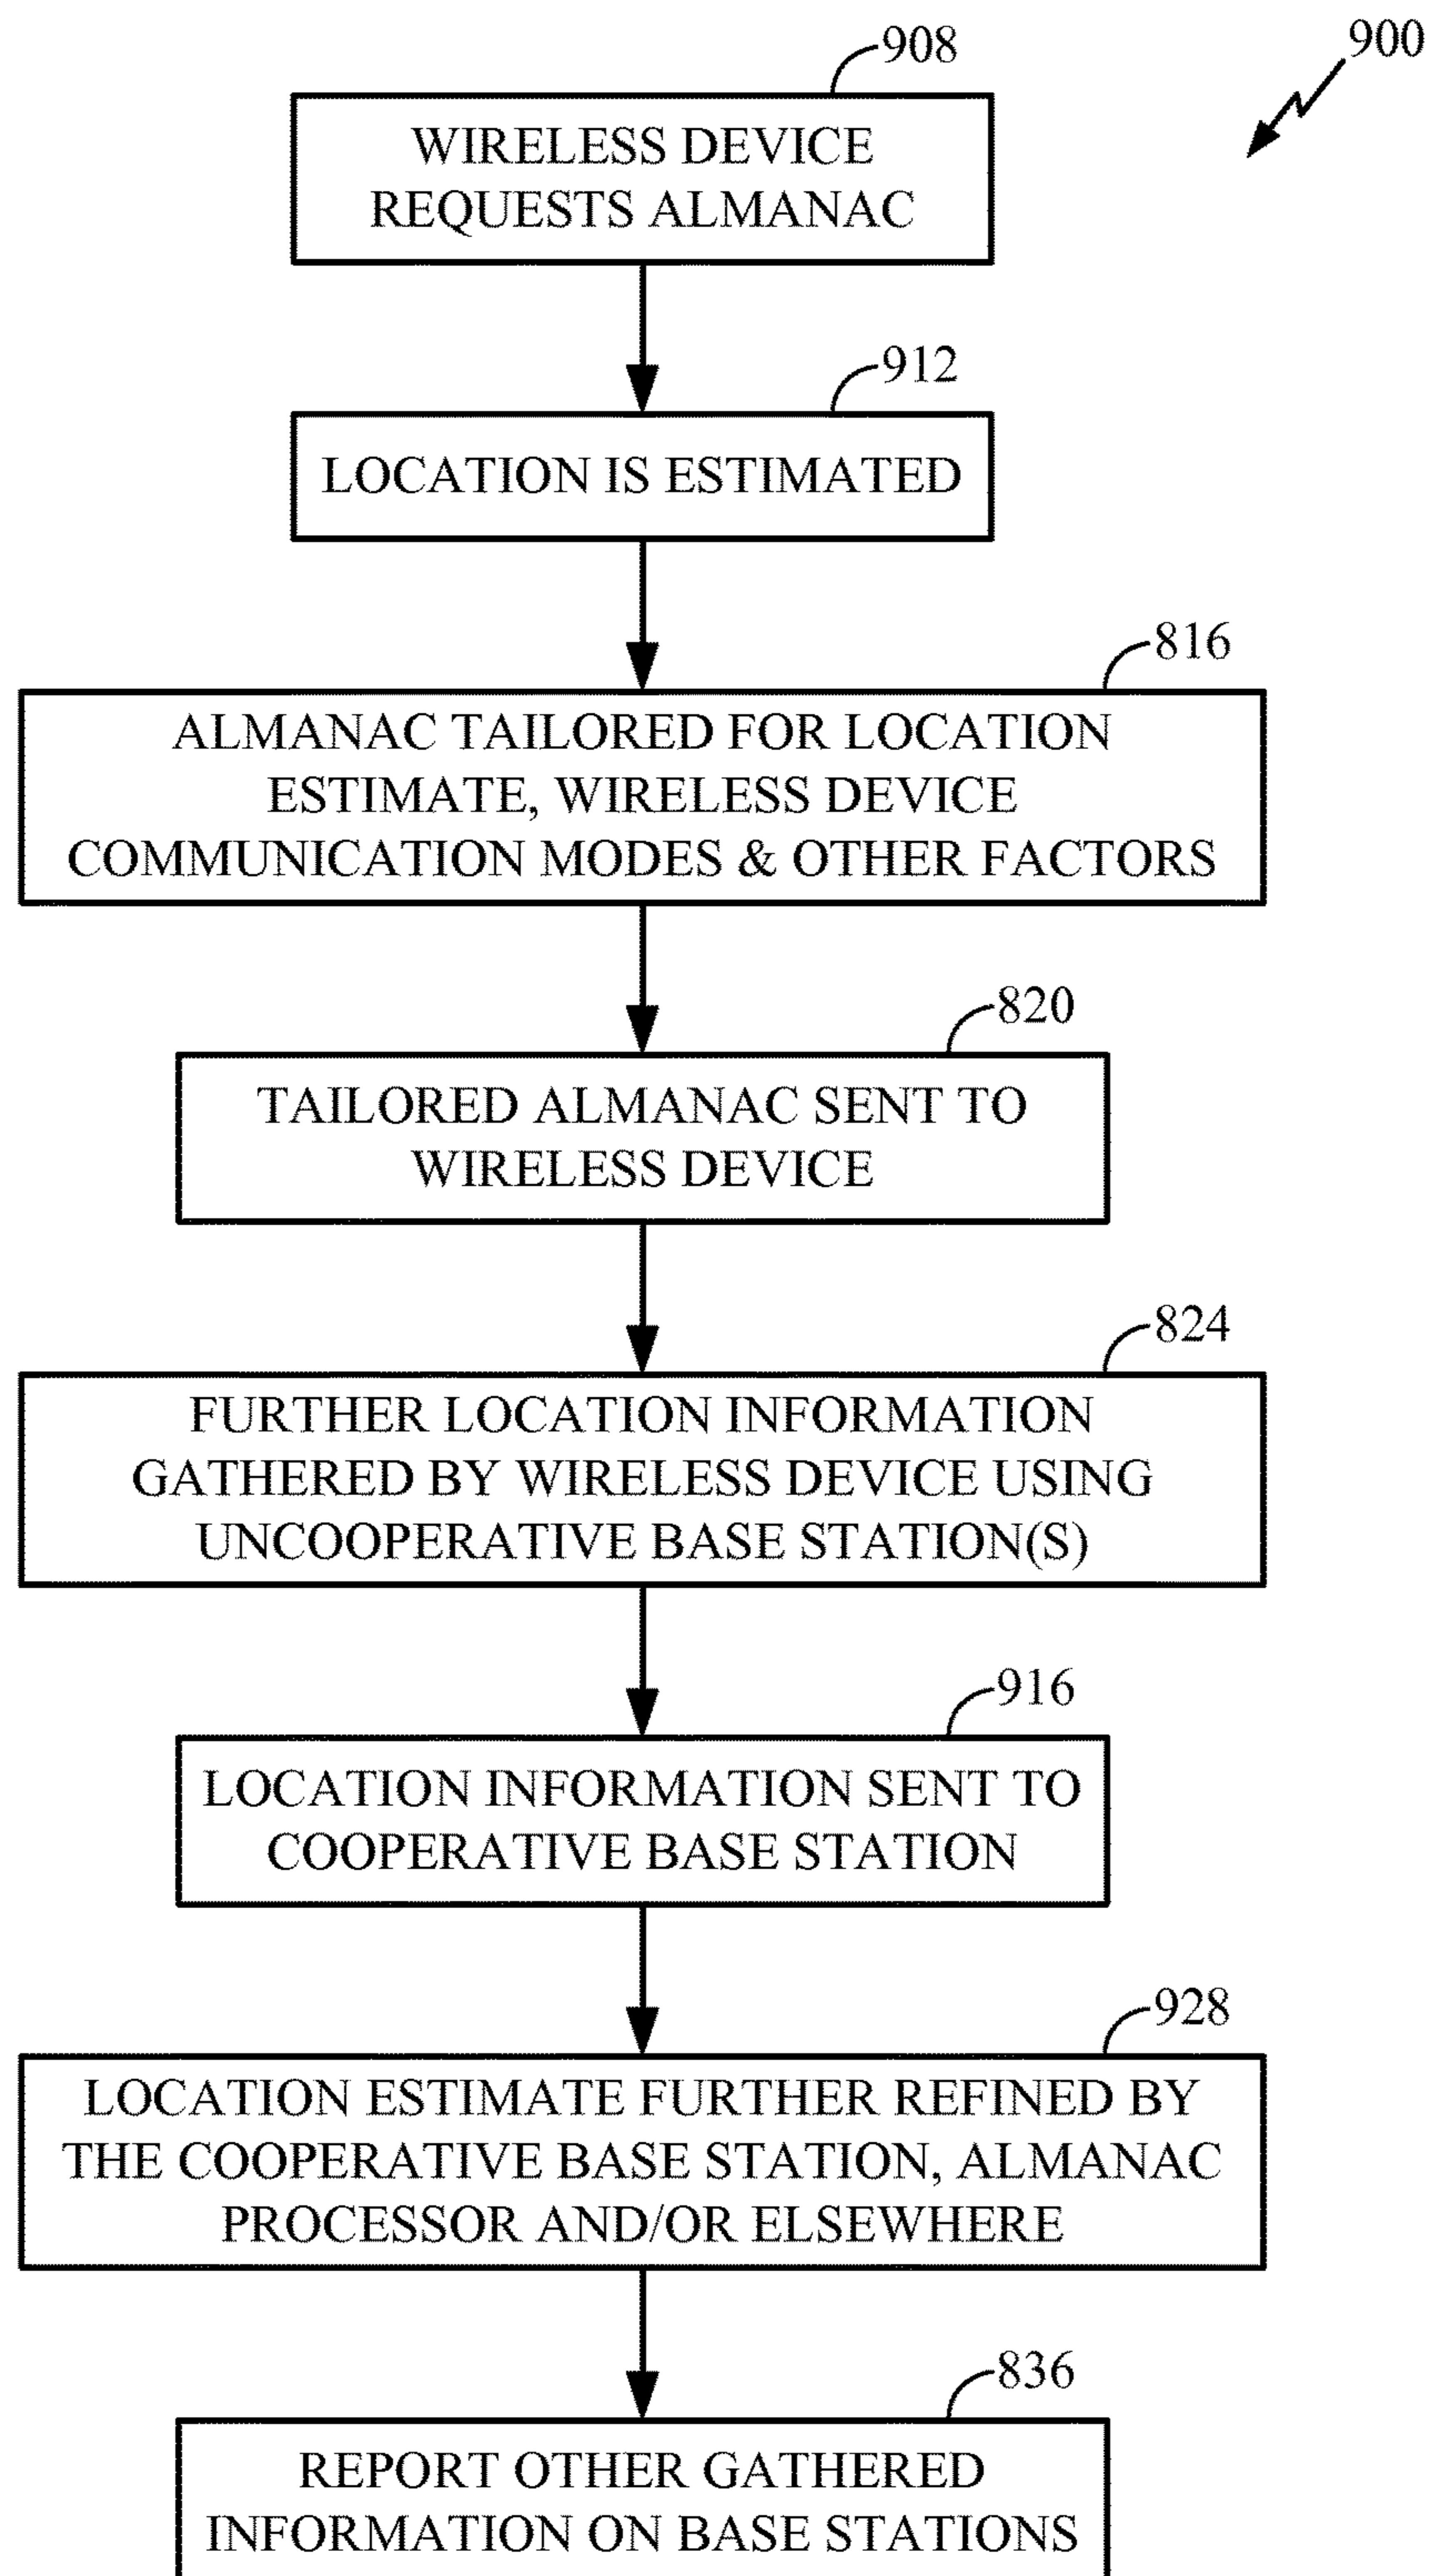 900
908
WIRELESS DEVICE
REQUESTS ALMANAC
912
LOCATION IS ESTIMATED
816
ALMANAC TAILORED FOR LOCATION
ESTIMATE, WIRELESS DEVICE
COMMUNICATION MODES & OTHER FACTORS
820
TAILORED ALMANAC SENT TO
WIRELESS DEVICE
824
FURTHER LOCATION INFORMATION
GATHERED BY WIRELESS DEVICE USING
UNCOOPERATIVE BASE STATION(S)
916
LOCATION INFORMATION SENT TO
COOPERATIVE BASE STATION
928
LOCATION ESTIMATE FURTHER REFINED BY
THE COOPERATIVE BASE STATION, ALMANAC
PROCESSOR AND/OR ELSEWHERE
836
REPORT OTHER GATHERED
INFORMATION ON BASE STATIONS